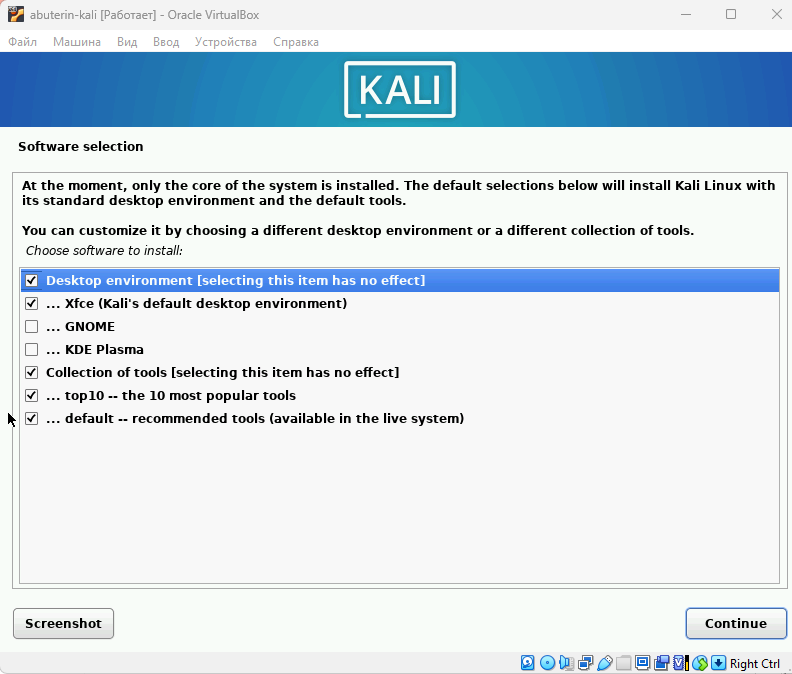 abuterin-kali [Работает] - Oracle VirtualBox
Файл Машина Вид Ввод Устройства Справка
KALI
Software selection
At the moment, only the core of the system is installed. The default selections below will install Kali Linux with
its standard desktop environment and the default tools.
You can customize it by choosing a different desktop environment or a different collection of tools.
Choose software to install:
Desktop environment [selecting this item has no effect]
... Xfce (Kali's default desktop environment)
... GNOME
... KDE Plasma
Collection of tools [selecting this item has no effect]
... top10 -- the 10 most popular tools
... default -- recommended tools (available in the live system)
Screenshot Continue
Right Ctrl